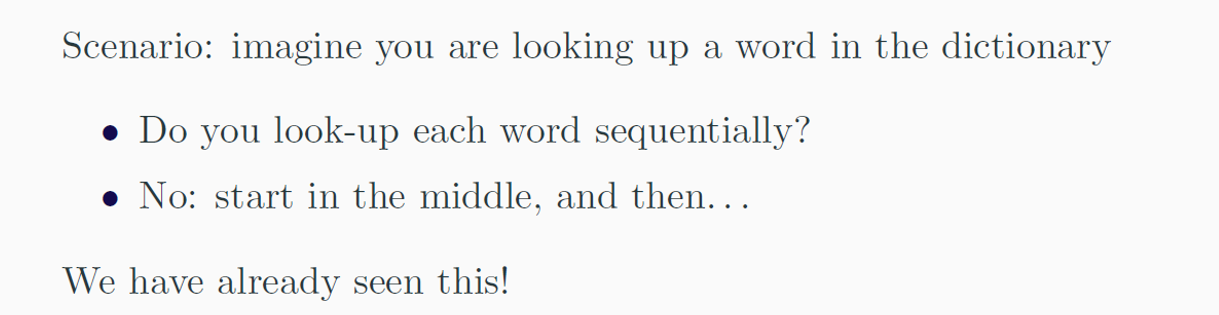 Scenario: imagine you are looking up a word in the dictionary
• Do you look-up each word sequentially?
• No: start in the middle, and then...
We have already seen this!